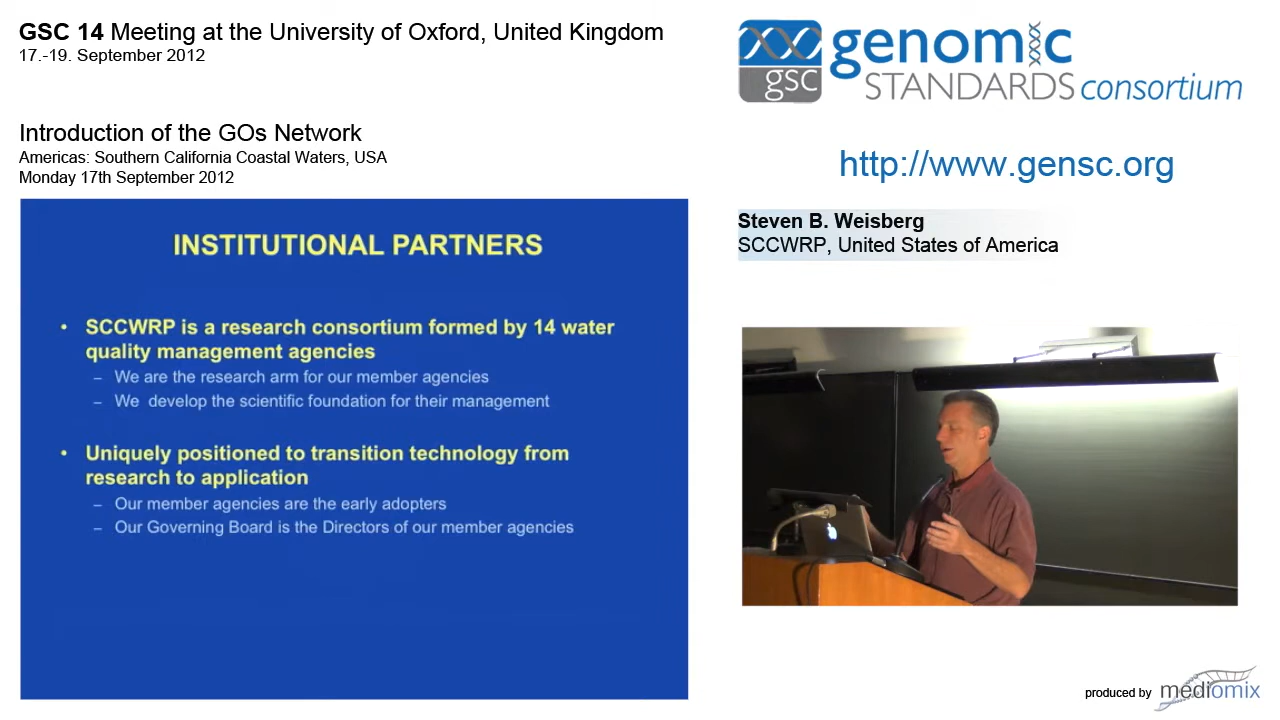 GSC 14 Meeting at the University of Oxford, United Kingdom
17.-19. September 2012
genomic
gsc
STANDARDS consortium
Introduction of the GOs Network
Americas: Southern California Coastal Waters, USA
Monday 17th September 2012
http://www.gensc.org
Steven B. Weisberg
SCCWRP, United States of America
INSTITUTIONAL PARTNERS
• SCCWRP is a research consortium formed by 14 water
quality management agencies
– We are the research arm for our member agencies
– We develop the scientific foundation for their management
• Uniquely positioned to transition technology from
research to application
– Our member agencies are the early adopters
– Our Governing Board is the Directors of our member agencies
produced by mediomix